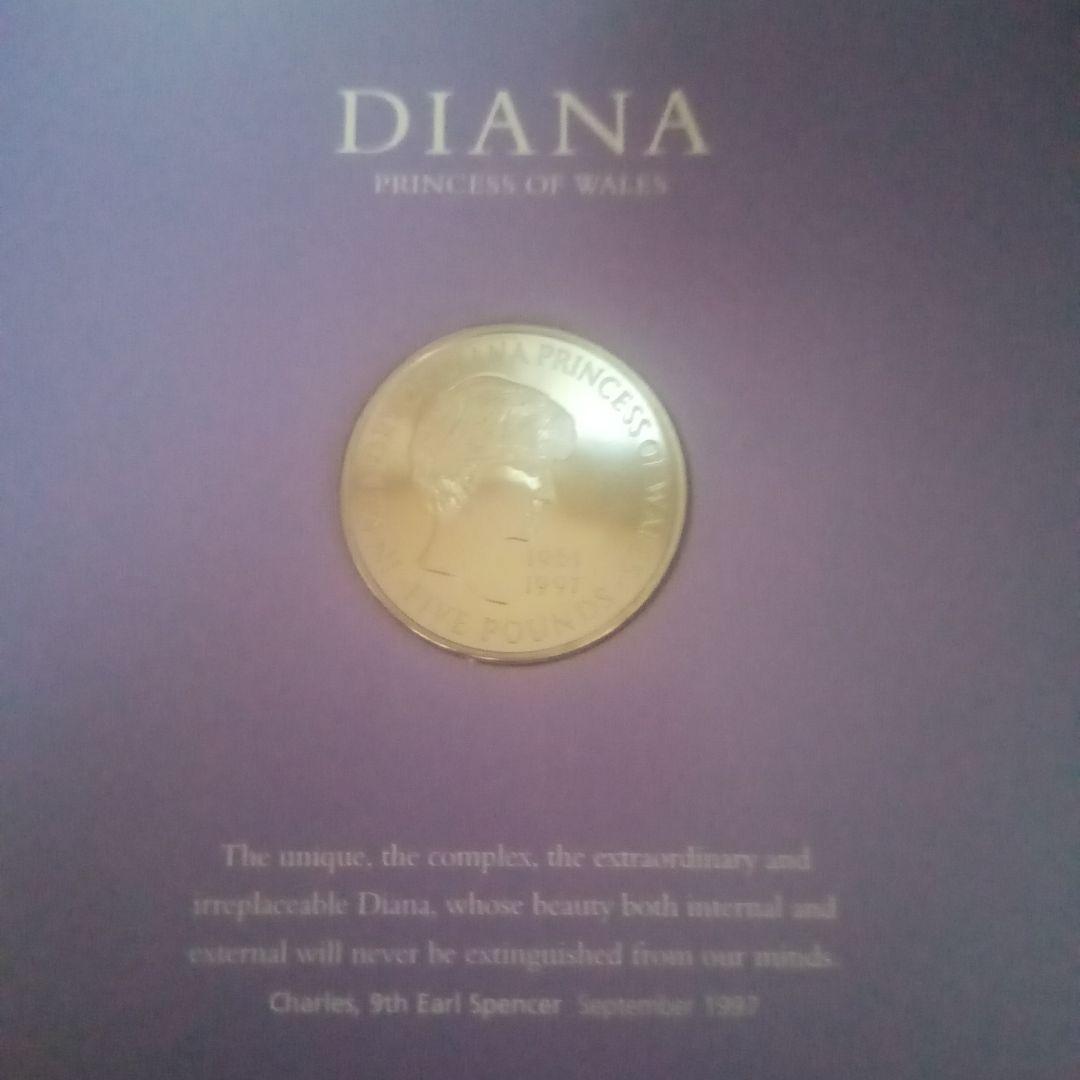 DIANA
PRINCESS OF WALES
DIANA PRINCESS OF WALES
1961
1997
FIVE POUNDS
The unique, the complex, the extraordinary and
irreplaceable Diana, whose beauty both internal and
external will never be extinguished from our minds.
Charles, 9th Earl Spencer September 1997